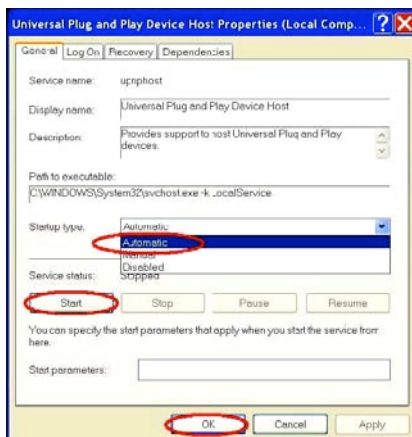 Universal Plug and Play Device Host Properties (Local Comp...
General Log On Recovery Dependencies
Service name: upnphost
Display name: Universal Plug and Play Device Host
Description: Provides support to host Universal Plug and Play
devices.
Path to executable:
C:\WINDOWS\System32\svchost.exe -k LocalService
Startup type: Automatic
Automatic
Manual
Disabled
Service status: Stopped
Start Stop Pause Resume
You can specify the start parameters that apply when you start the service from
here.
Start parameters:
OK Cancel Apply